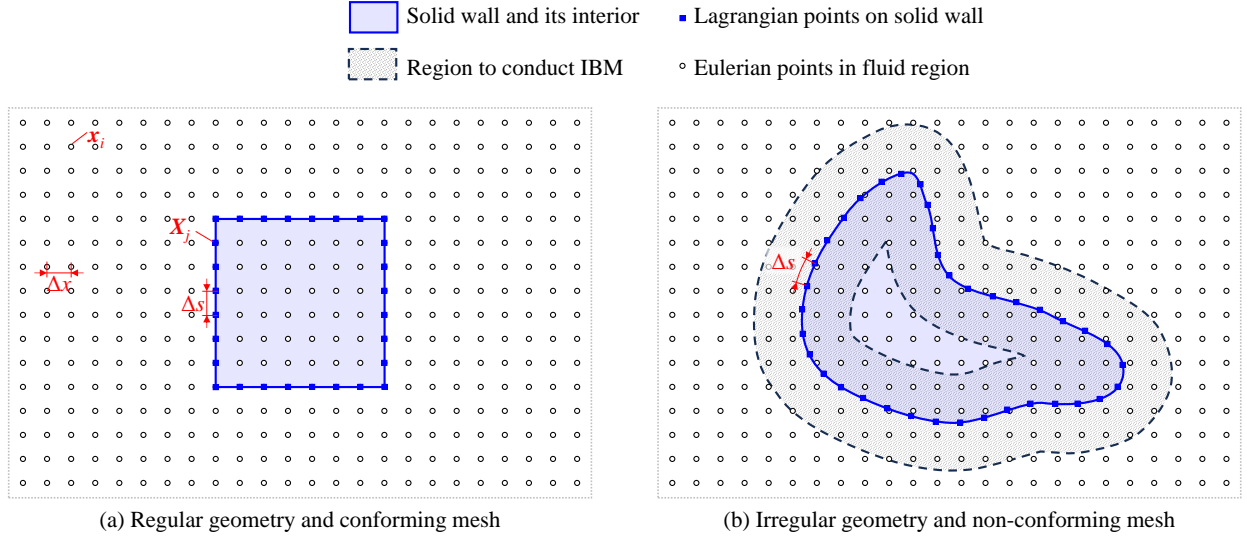 Solid wall and its interior
Lagrangian points on solid wall
Region to conduct IBM
Eulerian points in fluid region
x_i
X_j
Δx
Δs
Δs
(a) Regular geometry and conforming mesh
(b) Irregular geometry and non-conforming mesh